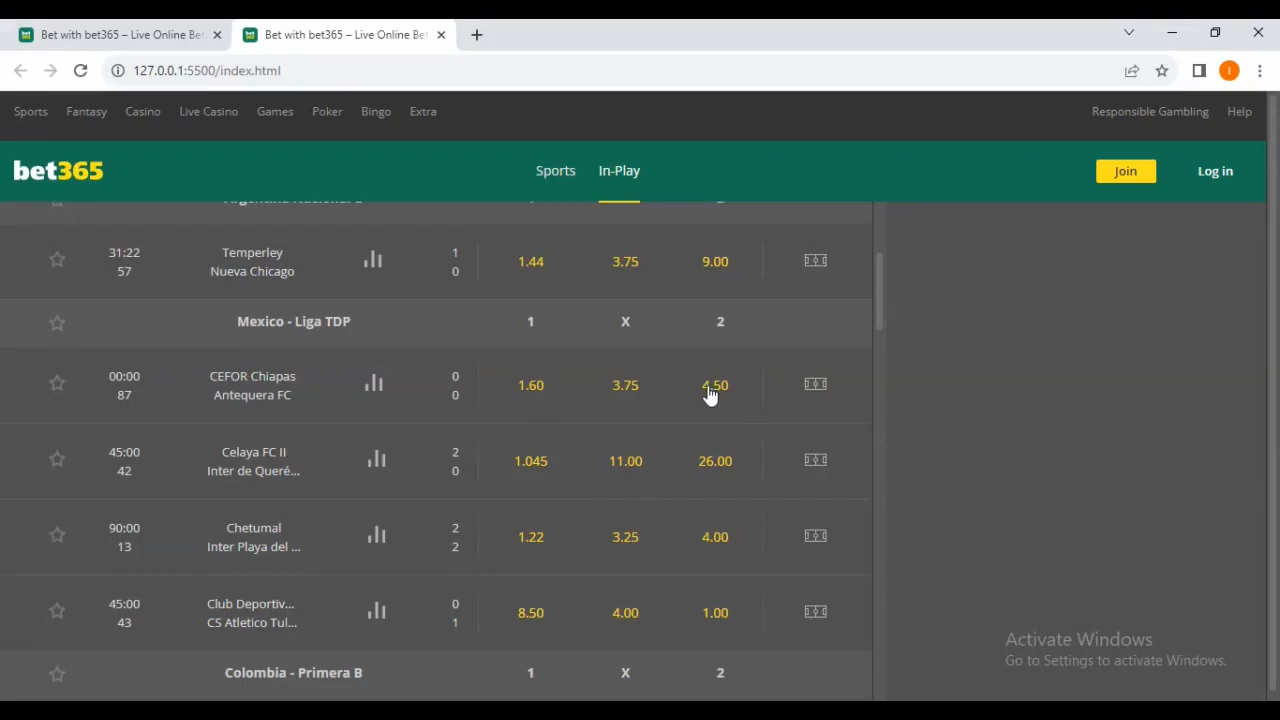 Bet with bet365 – Live Online Bet
Bet with bet365 – Live Online Bet
127.0.0.1:5500/index.html
I
Sports Fantasy Casino Live Casino Games Poker Bingo Extra Responsible Gambling Help
bet365 Sports In-Play Join Log in
31:22 Temperley 1
57 Nueva Chicago 0
1.44 3.75 9.00
Mexico - Liga TDP 1 X 2
00:00 CEFOR Chiapas 0
87 Antequera FC 0
1.60 3.75 4.50
45:00 Celaya FC II 2
42 Inter de Queré... 0
1.045 11.00 26.00
90:00 Chetumal 2
13 Inter Playa del ... 2
1.22 3.25 4.00
45:00 Club Deportiv... 0
43 CS Atletico Tul... 1
8.50 4.00 1.00
Colombia - Primera B 1 X 2
Activate Windows
Go to Settings to activate Windows.